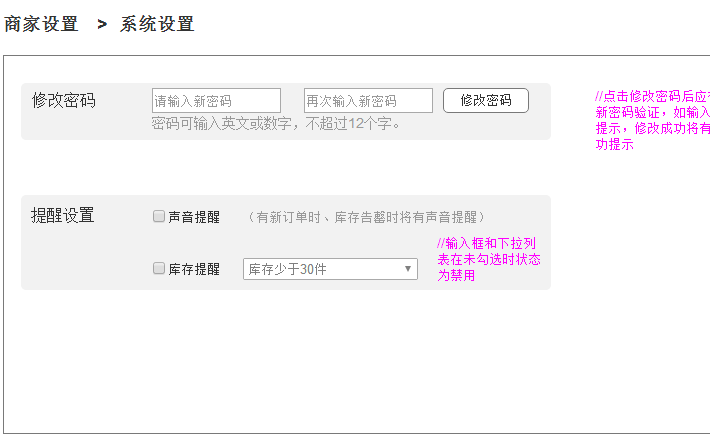 商家设置 > 系统设置
修改密码
请输入新密码
再次输入新密码
修改密码
密码可输入英文或数字，不超过12个字。
//点击修改密码后应
新密码验证，如输入
提示，修改成功将有
功提示
提醒设置
声音提醒
（有新订单时、库存告罄时将有声音提醒）
//输入框和下拉列
表在未勾选时状态
为禁用
库存提醒
库存少于30件